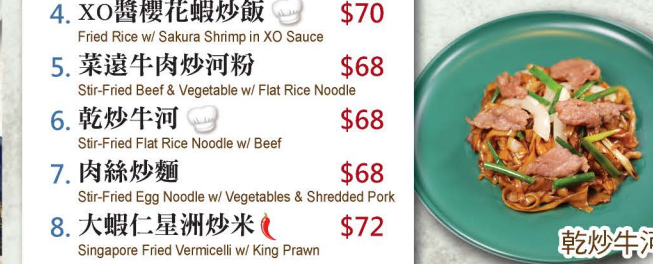 4. XO醬櫻花蝦炒飯 $70
Fried Rice w/ Sakura Shrimp in XO Sauce
5. 菜遠牛肉炒河粉 $68
Stir-Fried Beef & Vegetable w/ Flat Rice Noodle
6. 乾炒牛河 $68
Stir-Fried Flat Rice Noodle w/ Beef
7. 肉絲炒麵 $68
Stir-Fried Egg Noodle w/ Vegetables & Shredded Pork
8. 大蝦仁星洲炒米 $72
Singapore Fried Vermicelli w/ King Prawn
乾炒牛河